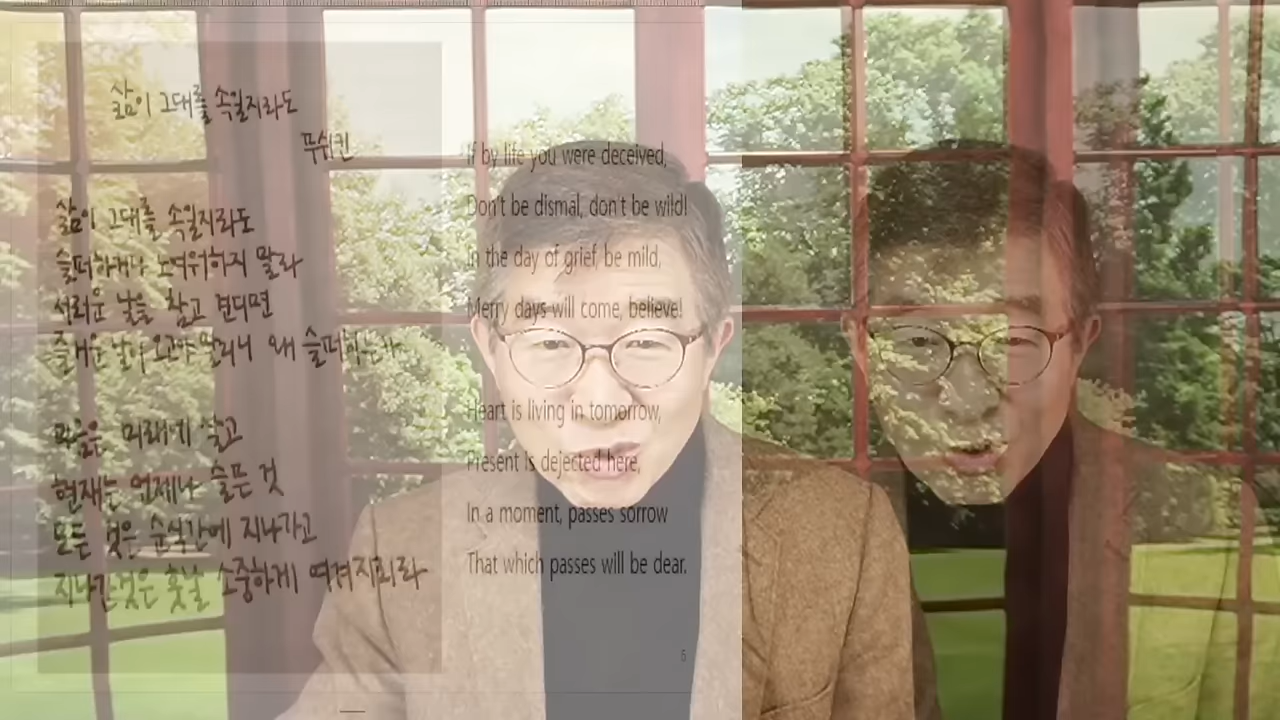 삶이 그대를 속일지라도
푸쉬킨
삶이 그대를 속일지라도
슬퍼하거나 노여워하지 말라
서러운 날을 참고 견디면
즐거운 날이 오고야 말리니 왜 슬퍼하는가
마음은 미래에 살고
현재는 언제나 슬픈 것
모든 것은 순식간에 지나가고
지나간것은 훗날 소중하게 여겨지리라
If by life you were deceived,
Don't be dismal, don't be wild!
In the day of grief, be mild,
Merry days will come, believe!
Heart is living in tomorrow,
Present is dejected here,
In a moment, passes sorrow
That which passes will be dear.
6